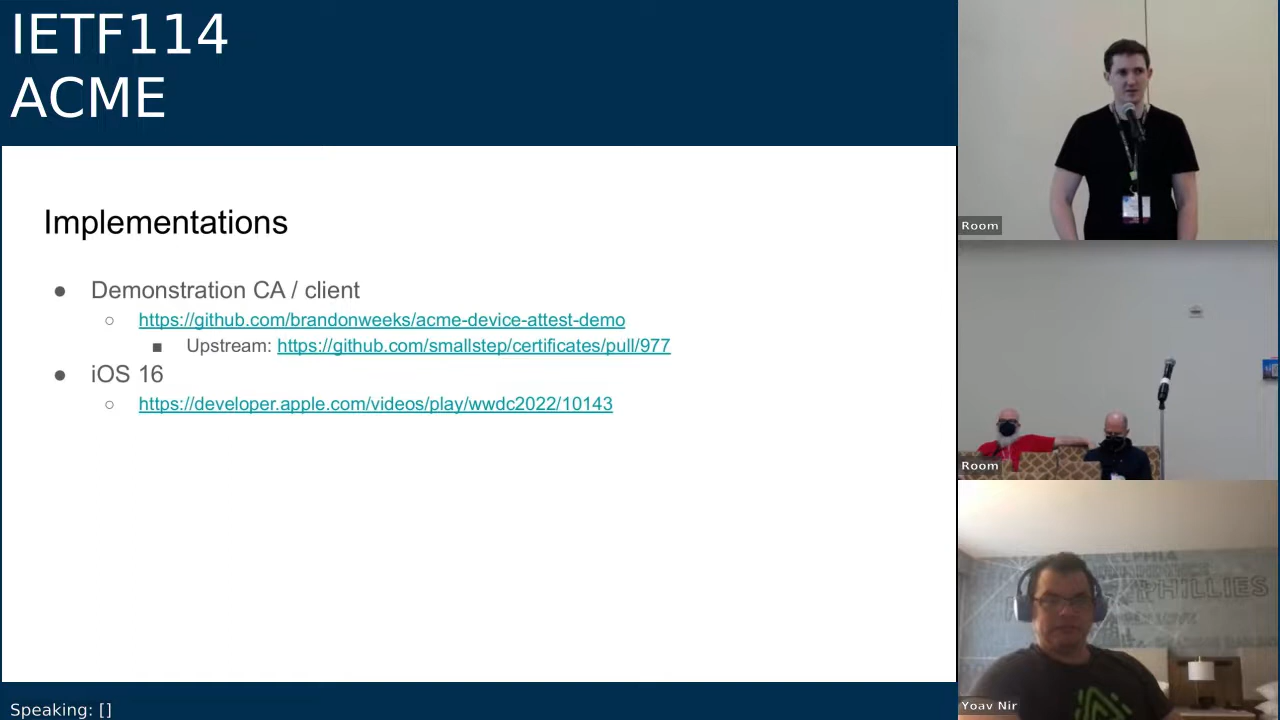 IETF114
ACME
Implementations
● Demonstration CA / client
○ https://github.com/brandonweeks/acme-device-attest-demo
■ Upstream: https://github.com/smallstep/certificates/pull/977
● iOS 16
○ https://developer.apple.com/videos/play/wwdc2022/10143
Speaking: []
Room
Room
PHILLIES
Yoav Nir